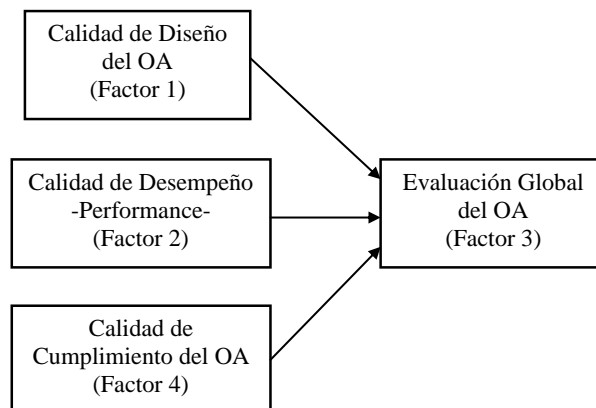 Calidad de Diseño
del OA
(Factor 1)
Calidad de Desempeño
-Performance-
(Factor 2)
Evaluación Global
del OA
(Factor 3)
Calidad de
Cumplimiento del OA
(Factor 4)